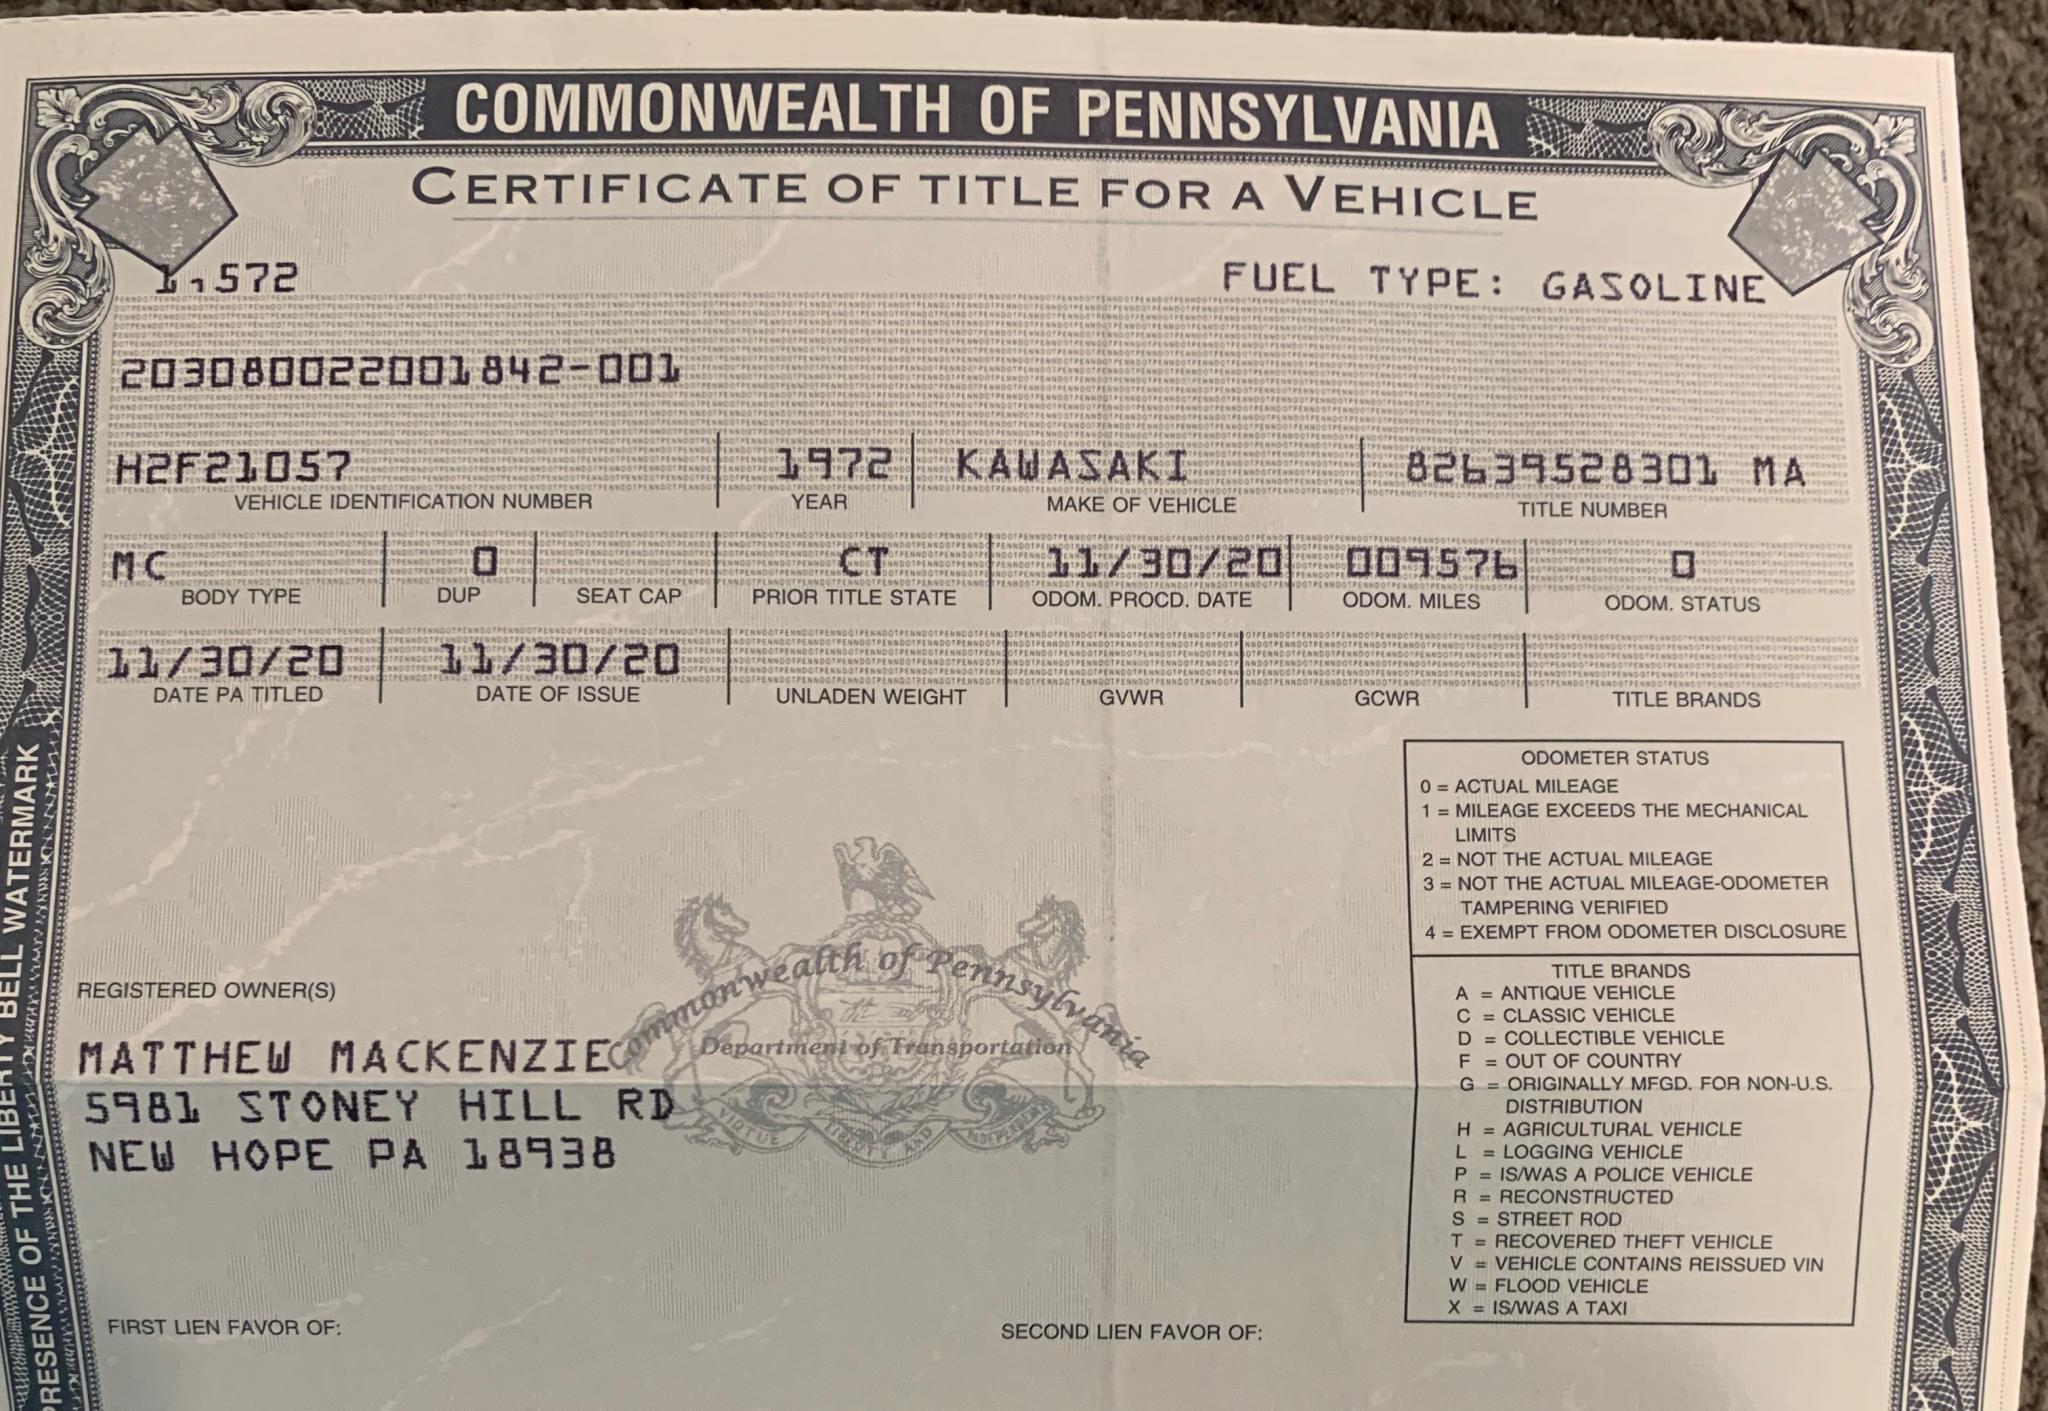 COMMONWEALTH OF PENNSYLVANIA
CERTIFICATE OF TITLE FOR A VEHICLE
1,572 FUEL TYPE: GASOLINE
203080022001842-001
H2F21057 1972 KAWASAKI 82639528301 MA
VEHICLE IDENTIFICATION NUMBER YEAR MAKE OF VEHICLE TITLE NUMBER
MC 0 CT 11/30/20 009576 0
BODY TYPE DUP SEAT CAP PRIOR TITLE STATE ODOM. PROCD. DATE ODOM. MILES ODOM. STATUS
11/30/20 11/30/20
DATE PA TITLED DATE OF ISSUE UNLADEN WEIGHT GVWR GCWR TITLE BRANDS
ODOMETER STATUS
0 = ACTUAL MILEAGE
1 = MILEAGE EXCEEDS THE MECHANICAL
LIMITS
2 = NOT THE ACTUAL MILEAGE
3 = NOT THE ACTUAL MILEAGE-ODOMETER
TAMPERING VERIFIED
4 = EXEMPT FROM ODOMETER DISCLOSURE
TITLE BRANDS
A = ANTIQUE VEHICLE
C = CLASSIC VEHICLE
D = COLLECTIBLE VEHICLE
F = OUT OF COUNTRY
G = ORIGINALLY MFGD. FOR NON-U.S.
DISTRIBUTION
H = AGRICULTURAL VEHICLE
L = LOGGING VEHICLE
P = IS/WAS A POLICE VEHICLE
R = RECONSTRUCTED
S = STREET ROD
T = RECOVERED THEFT VEHICLE
V = VEHICLE CONTAINS REISSUED VIN
W = FLOOD VEHICLE
X = IS/WAS A TAXI
REGISTERED OWNER(S)
MATTHEW MACKENZIE
5981 STONEY HILL RD
NEW HOPE PA 18938
Commonwealth of Pennsylvania
Department of Transportation
VIRTUE LIBERTY AND INDEPENDENCE
FIRST LIEN FAVOR OF: SECOND LIEN FAVOR OF:
PRESENCE OF THE LIBERTY BELL WATERMARK